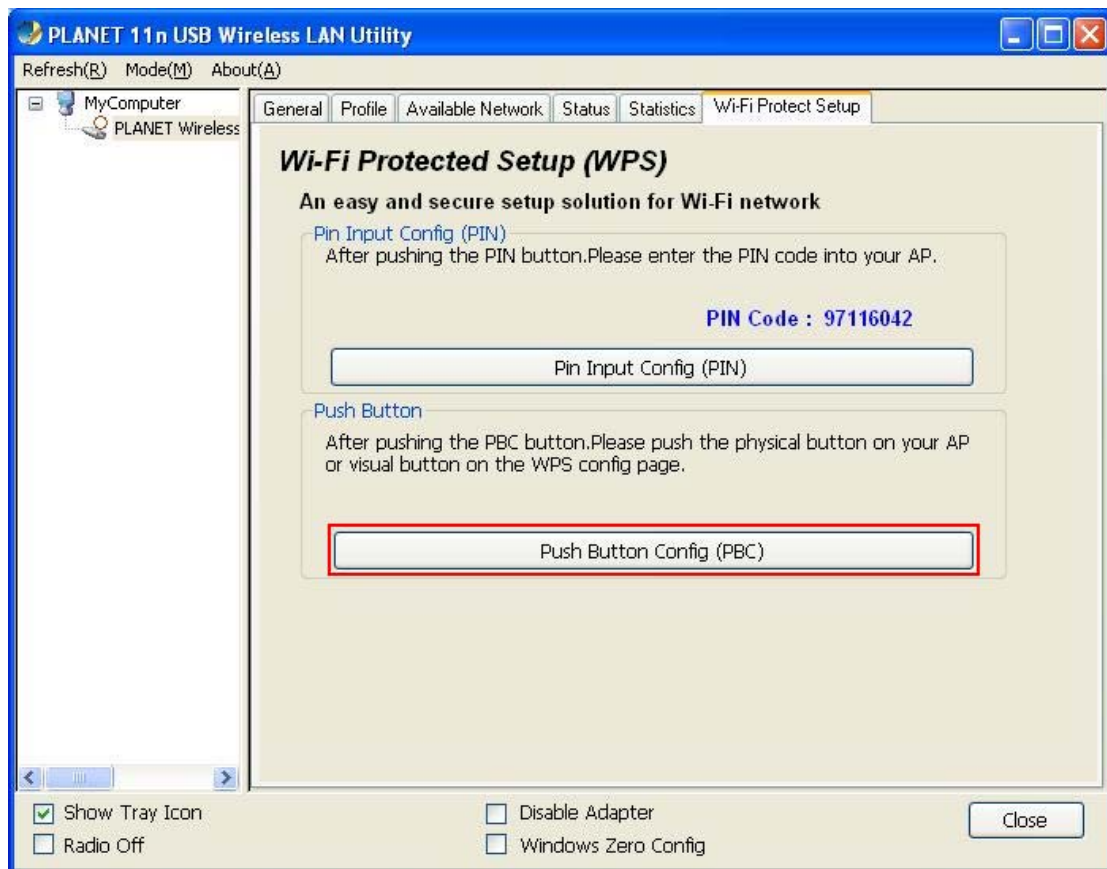 PLANET 11n USB Wireless LAN Utility
Refresh(R) Mode(M) About(A)
MyComputer
PLANET Wireless
General Profile Available Network Status Statistics Wi-Fi Protect Setup
Wi-Fi Protected Setup (WPS)
An easy and secure setup solution for Wi-Fi network
Pin Input Config (PIN)
After pushing the PIN button.Please enter the PIN code into your AP.
PIN Code : 97116042
Pin Input Config (PIN)
Push Button
After pushing the PBC button.Please push the physical button on your AP
or visual button on the WPS config page.
Push Button Config (PBC)
Show Tray Icon
Disable Adapter
Radio Off
Windows Zero Config
Close